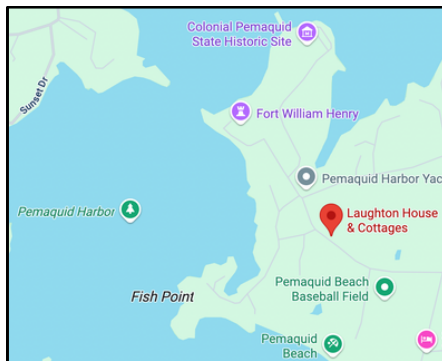 Colonial Pemaquid
State Historic Site
Sunset Dr
Fort William Henry
Pemaquid Harbor Yac
Laughton House
& Cottages
Pemaquid Harbor
Pemaquid Beach
Baseball Field
Fish Point
Pemaquid
Beach